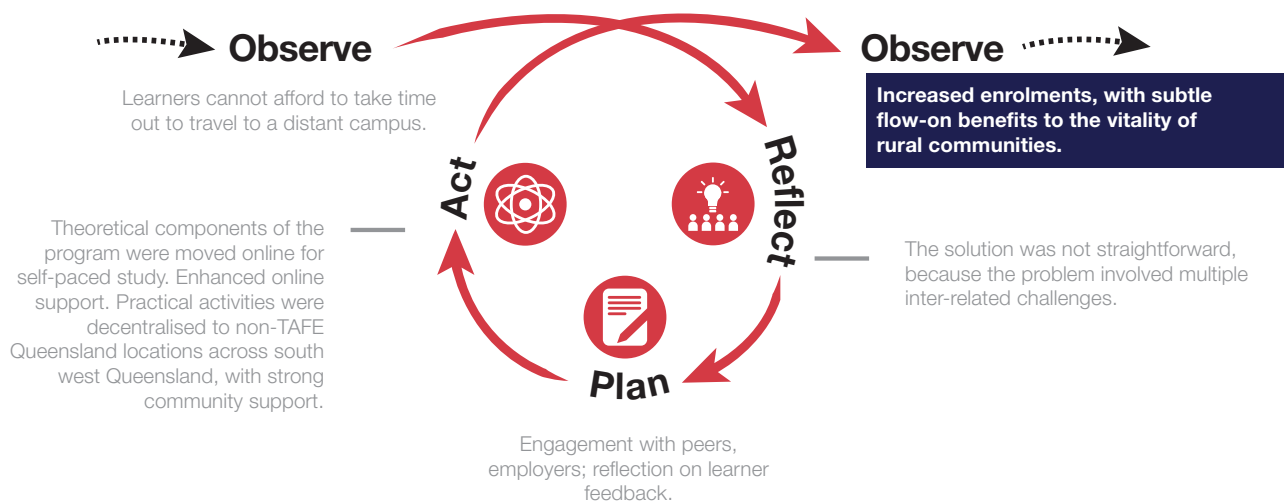 Observe
Learners cannot afford to take time
out to travel to a distant campus.
Reflect
The solution was not straightforward,
because the problem involved multiple
inter-related challenges.
Plan
Engagement with peers,
employers; reflection on learner
feedback.
Act
Theoretical components of the
program were moved online for
self-paced study. Enhanced online
support. Practical activities were
decentralised to non-TAFE
Queensland locations across south
west Queensland, with strong
community support.
Observe
Increased enrolments, with subtle
flow-on benefits to the vitality of
rural communities.